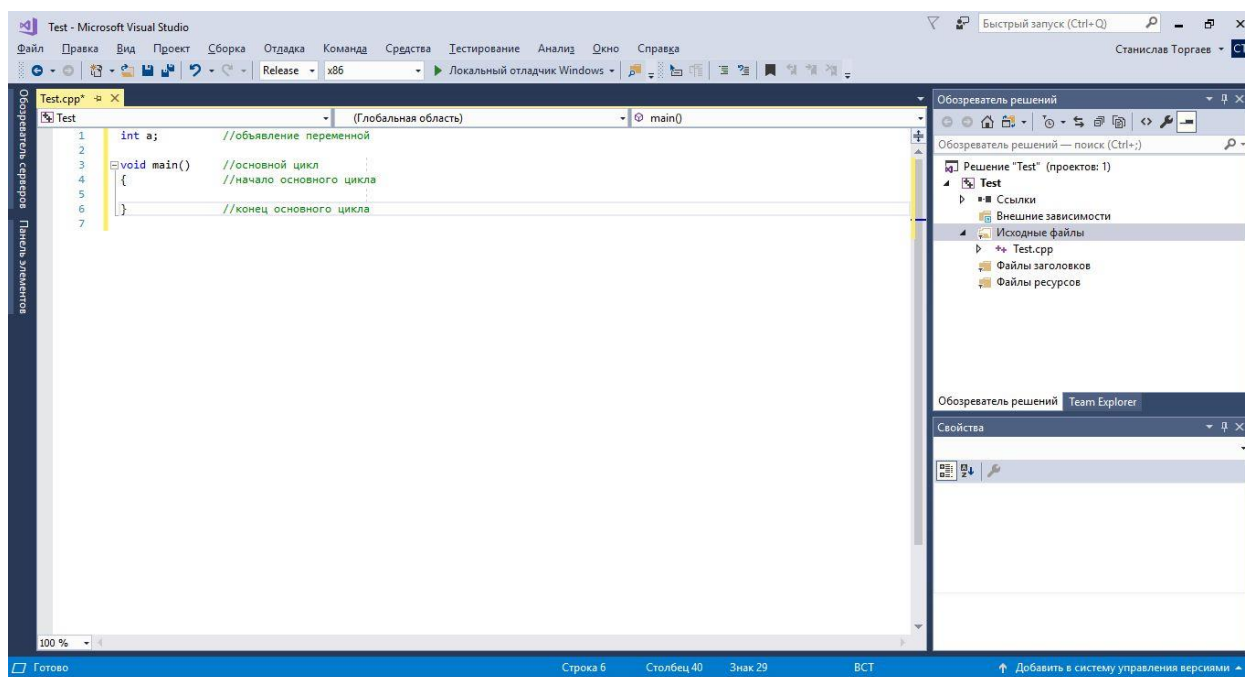 Test - Microsoft Visual Studio
Быстрый запуск (Ctrl+Q)
Файл Правка Вид Проект Сборка Отладка Команда Средства Тестирование Анализ Окно Справка
Станислав Торгаев
СТ
Release x86 Локальный отладчик Windows
Обозреватель серверов
Панель элементов
Test.cpp*
Test (Глобальная область) main()
1 int a; //объявление переменной
2
3 void main() //основной цикл
4 { //начало основного цикла
5
6 } //конец основного цикла
7
100 %
Обозреватель решений
Обозреватель решений — поиск (Ctrl+;)
Решение "Test" (проектов: 1)
Test
Ссылки
Внешние зависимости
Исходные файлы
++ Test.cpp
Файлы заголовков
Файлы ресурсов
Обозреватель решений Team Explorer
Свойства
Готово Строка 6 Столбец 40 Знак 29 ВСТ Добавить в систему управления версиями